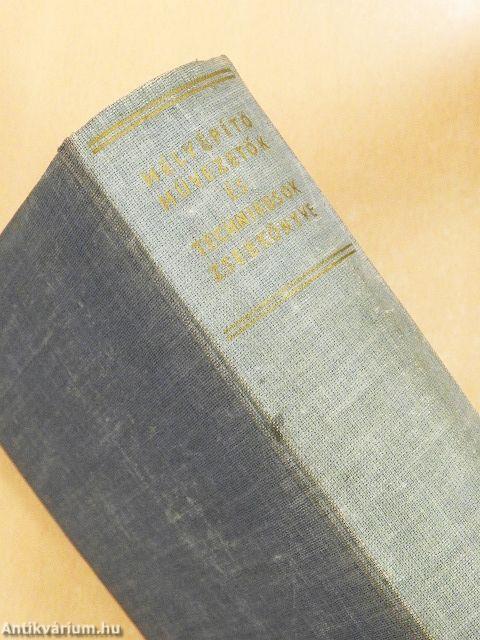 MÉLYÉPÍTŐ
MŰVEZETŐK
ÉS
TECHNIKUSOK
ZSEBKÖNYVE
Antikvárium.hu